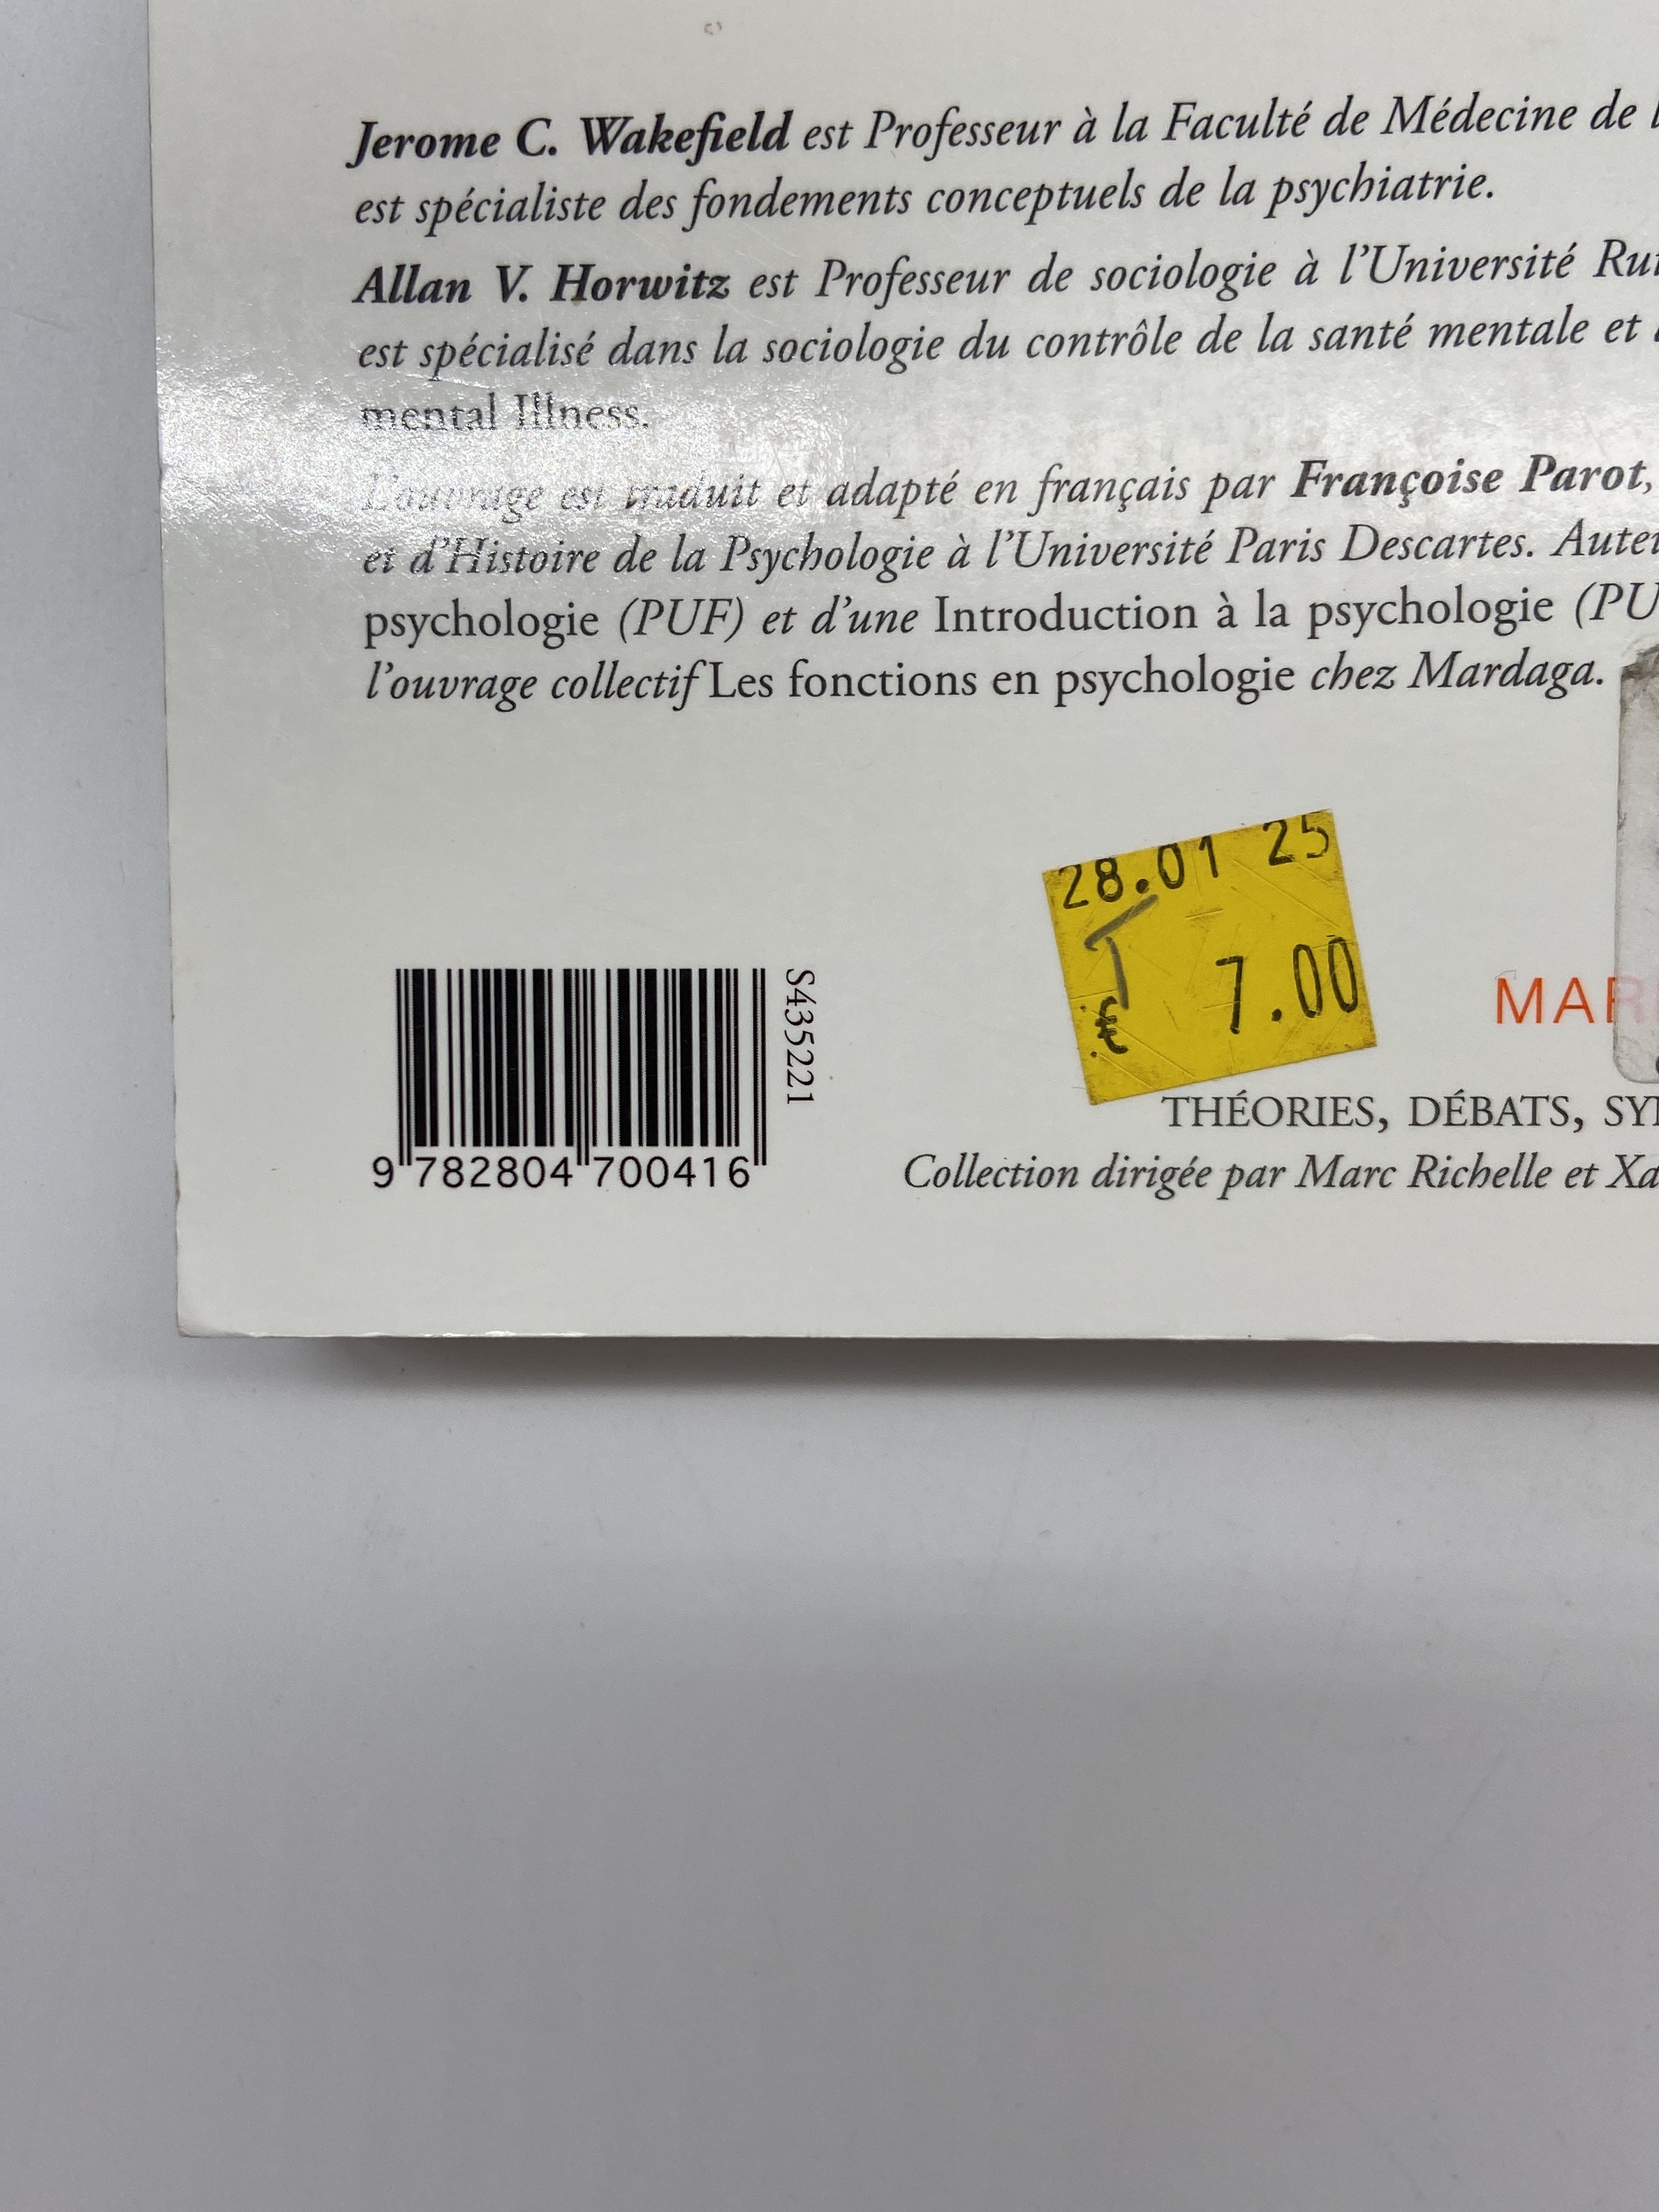 Jerome C. Wakefield est Professeur à la Faculté de Médecine de
est spécialiste des fondements conceptuels de la psychiatrie.
Allan V. Horwitz est Professeur de sociologie à l'Université
est spécialisé dans la sociologie du contrôle de la santé mentale et
mental Illness.
L'ouvrage est traduit et adapté en français par Françoise Parot,
et d'Histoire de la Psychologie à l'Université Paris Descartes.
psychologie (PUF) et d'une Introduction à la psychologie
l'ouvrage collectif Les fonctions en psychologie chez Mardaga.
28.01 25
T
€ 7.00
S435221
9 782804 700416
THÉORIES, DÉBATS,
Collection dirigée par Marc Richelle et